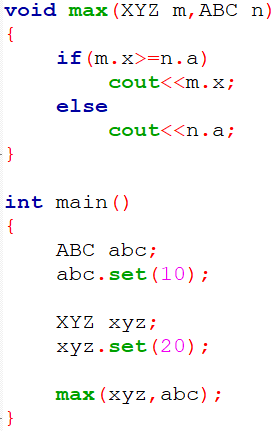 void max(XYZ m,ABC n)
{
    if(m.x>=n.a)
        cout<<m.x;
    else
        cout<<n.a;
}

int main()
{
    ABC abc;
    abc.set(10);

    XYZ xyz;
    xyz.set(20);

    max(xyz,abc);
}